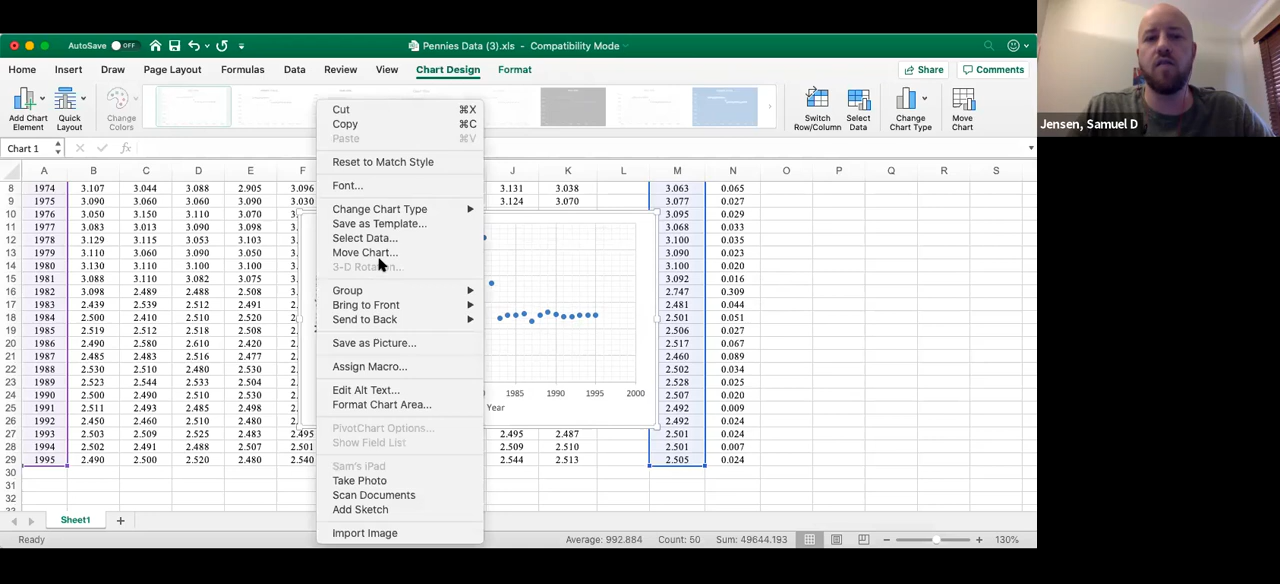 AutoSave OFF
Pennies Data (3).xls - Compatibility Mode
Home Insert Draw Page Layout Formulas Data Review View Chart Design Format Share Comments
Add Chart Element
Quick Layout
Change Colors
Switch Row/Column
Select Data
Change Chart Type
Move Chart
Chart 1 fx
A B C D E F J K L M N O P Q R S
8 1974 3.107 3.044 3.088 2.905 3.096 3.131 3.038 3.063 0.065
9 1975 3.090 3.060 3.060 3.090 3.030 3.124 3.070 3.077 0.027
10 1976 3.050 3.150 3.110 3.070 3. 3.095 0.029
11 1977 3.083 3.013 3.090 3.098 3. 3.068 0.033
12 1978 3.129 3.115 3.053 3.103 3. 3.100 0.035
13 1979 3.110 3.060 3.090 3.050 3. 3.090 0.023
14 1980 3.130 3.110 3.100 3.100 3. 3.100 0.020
15 1981 3.088 3.110 3.082 3.075 3. 3.092 0.016
16 1982 3.098 2.489 2.488 2.508 3. 2.747 0.309
17 1983 2.439 2.539 2.512 2.491 2. 2.481 0.044
18 1984 2.500 2.410 2.510 2.520 2. 2.501 0.051
19 1985 2.519 2.512 2.518 2.508 2. 2.506 0.027
20 1986 2.490 2.580 2.610 2.420 2. 2.517 0.067
21 1987 2.485 2.483 2.516 2.477 2. 2.460 0.089
22 1988 2.530 2.510 2.480 2.530 2. 2.502 0.034
23 1989 2.523 2.544 2.533 2.504 2. 2.528 0.025
24 1990 2.500 2.490 2.510 2.530 2. 2.507 0.020
25 1991 2.511 2.493 2.485 2.498 2. 2.492 0.009
26 1992 2.450 2.460 2.510 2.480 2. 2.492 0.024
27 1993 2.503 2.509 2.525 2.483 2.495 2.495 2.487 2.501 0.024
28 1994 2.502 2.491 2.488 2.507 2.501 2.509 2.510 2.501 0.007
29 1995 2.490 2.500 2.520 2.480 2.540 2.544 2.513 2.505 0.024
30
31
32
Cut ⌘X
Copy ⌘C
Paste ⌘V
Reset to Match Style
Font...
Change Chart Type
Save as Template...
Select Data...
Move Chart...
3-D Rotation...
Group
Bring to Front
Send to Back
Save as Picture...
Assign Macro...
Edit Alt Text...
Format Chart Area...
PivotChart Options...
Show Field List
Sam's iPad
Take Photo
Scan Documents
Add Sketch
Import Image
1985 1990 1995 2000
Year
Sheet1
Ready Average: 992.884 Count: 50 Sum: 49644.193 130%
Jensen, Samuel D